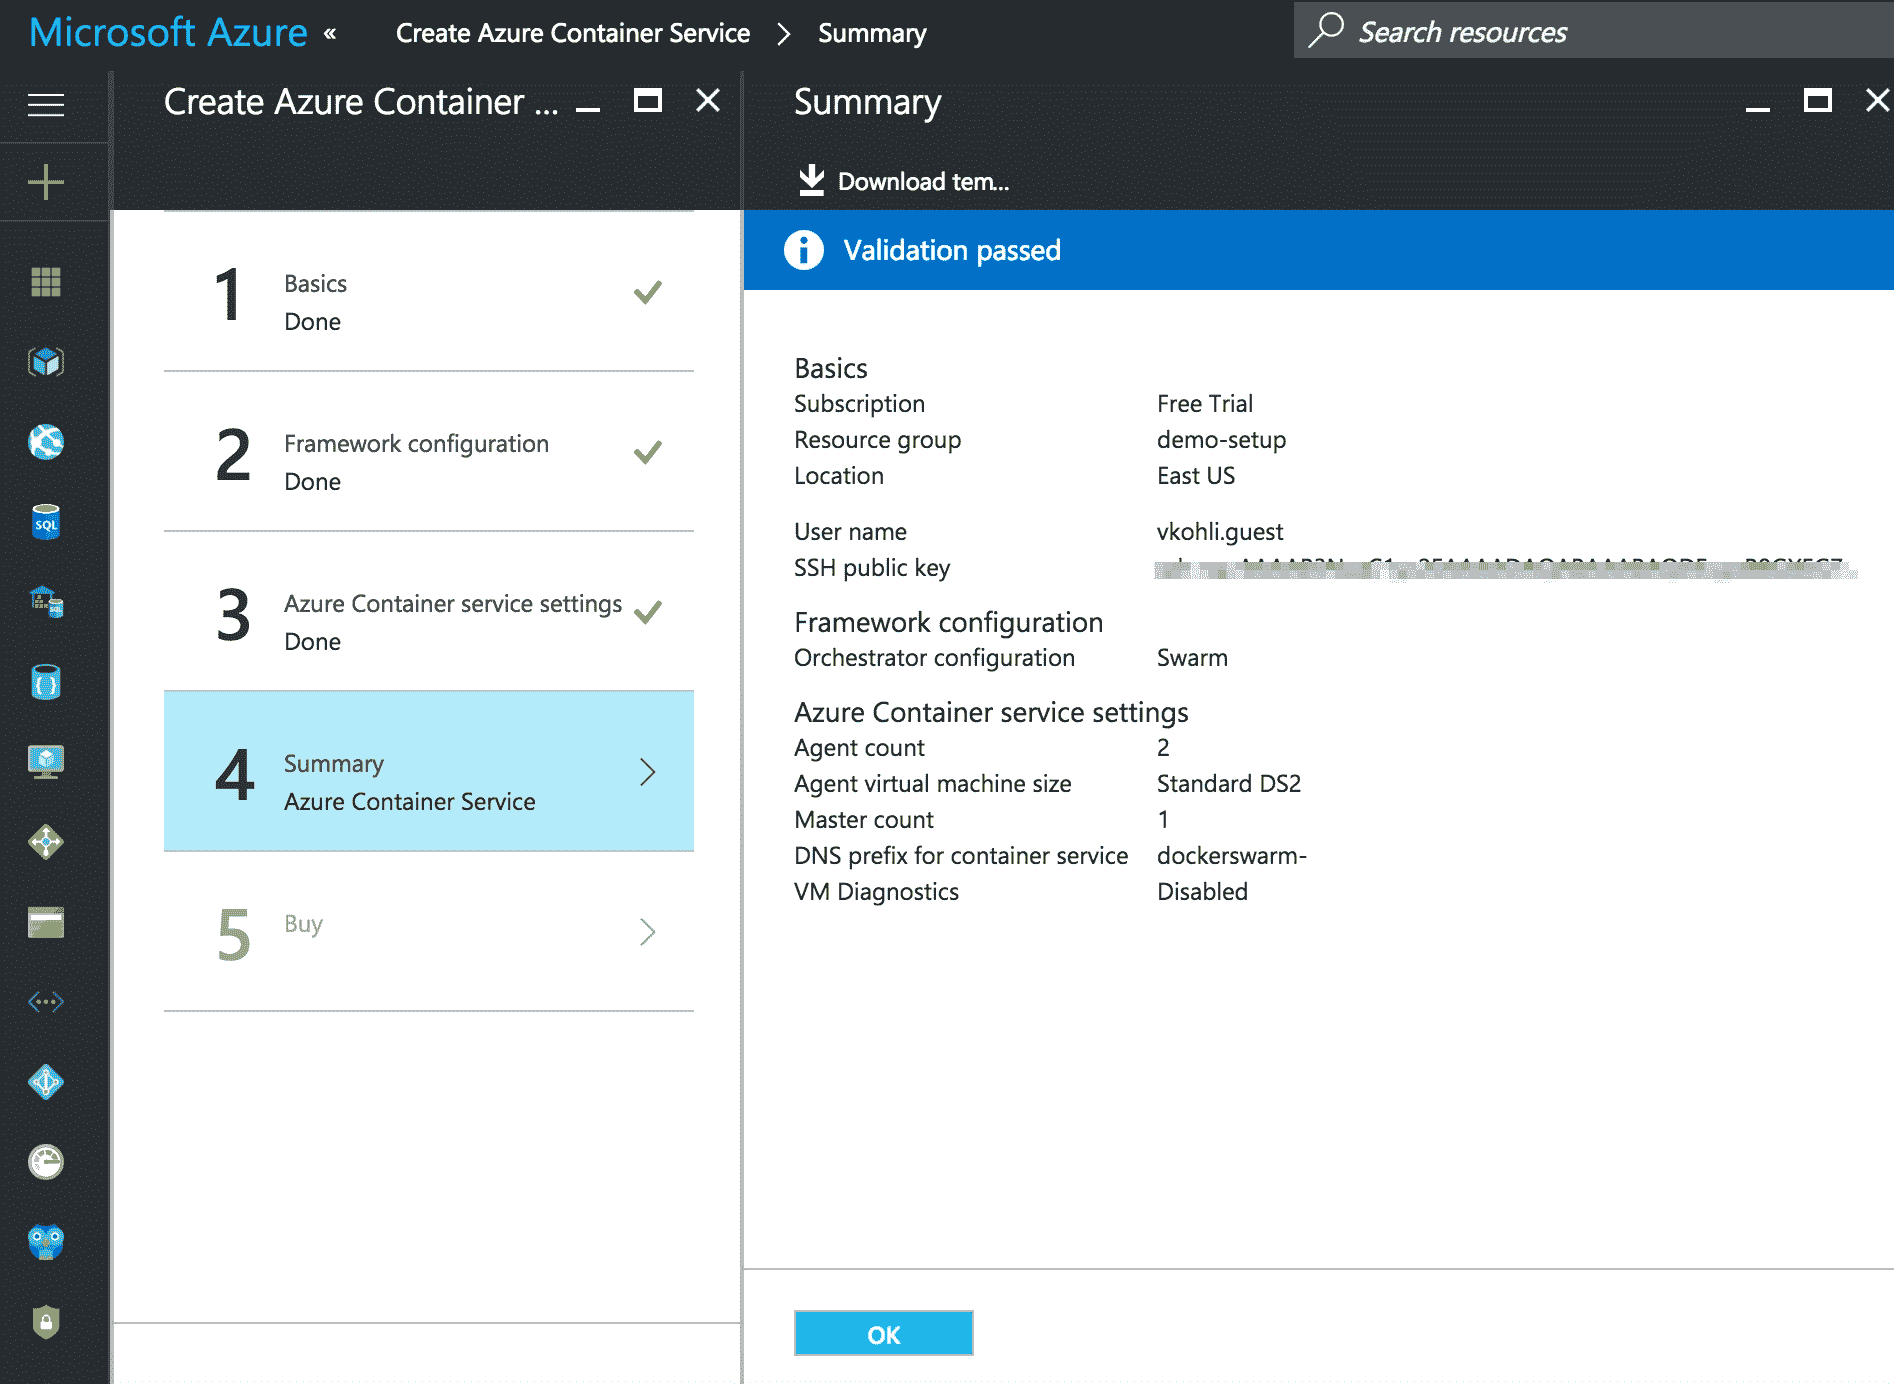 Microsoft Azure « Create Azure Container Service > Summary
Search resources
Create Azure Container ...
1 Basics
Done
2 Framework configuration
Done
3 Azure Container service settings
Done
4 Summary
Azure Container Service
5 Buy
Summary
Download tem...
Validation passed
Basics
Subscription Free Trial
Resource group demo-setup
Location East US
User name vkohli.guest
SSH public key
Framework configuration
Orchestrator configuration Swarm
Azure Container service settings
Agent count 2
Agent virtual machine size Standard DS2
Master count 1
DNS prefix for container service dockerswarm-
VM Diagnostics Disabled
OK
SQL